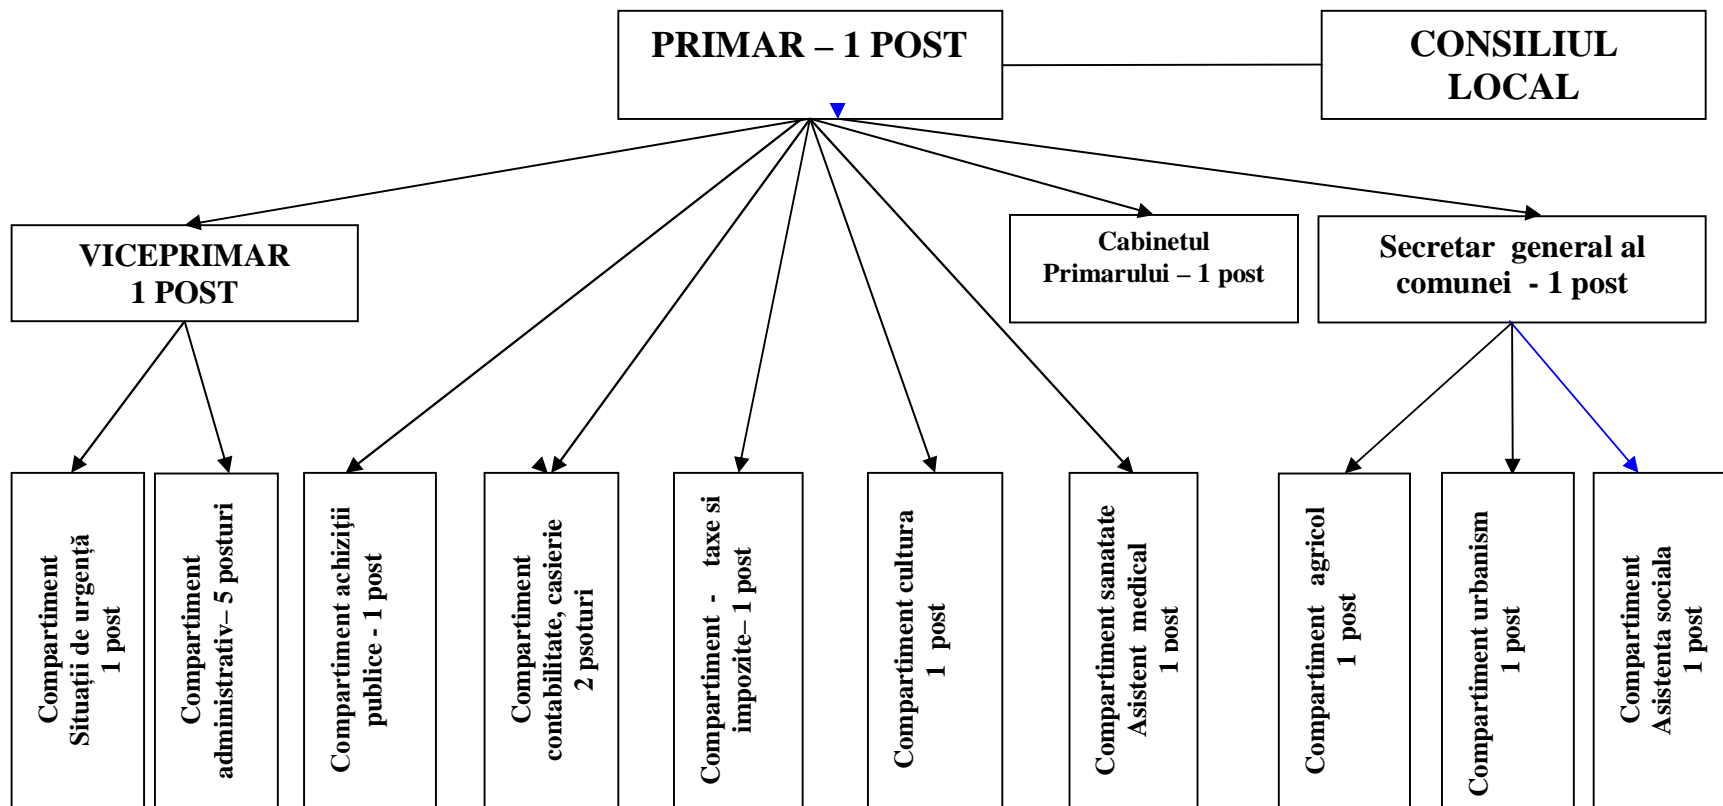 PRIMAR – 1 POST
CONSILIUL
LOCAL
VICEPRIMAR
1 POST
Cabinetul
Primarului – 1 post
Secretar general al
comunei - 1 post
Compartiment
Situații de urgență
1 post
Compartiment
administrativ– 5 posturi
Compartiment achiziţii
publice - 1 post
Compartiment
contabilitate, casierie
2 psoturi
Compartiment - taxe si
impozite– 1 post
Compartiment cultura
1 post
Compartiment sanatate
Asistent medical
1 post
Compartiment agricol
1 post
Compartiment urbanism
1 post
Compartiment
Asistenta sociala
1 post